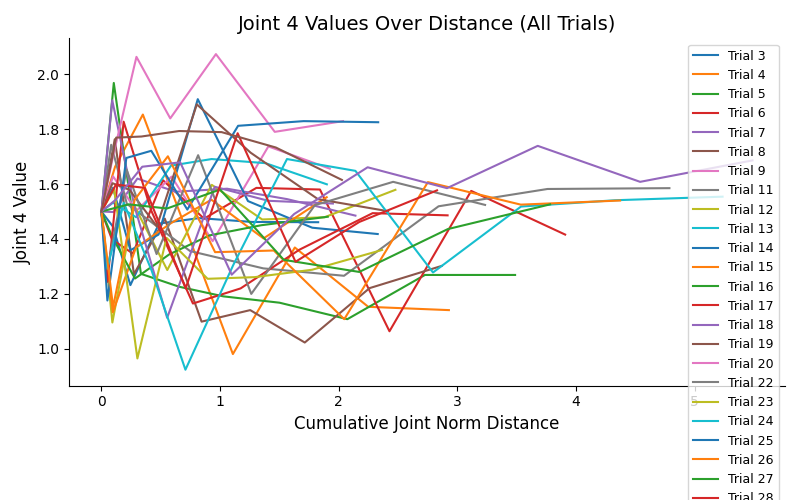 Joint 4 Values Over Distance (All Trials)
Joint 4 Value
2.0
1.8
1.6
1.4
1.2
1.0
0
1
2
3
4
5
Cumulative Joint Norm Distance
Trial 3
Trial 4
Trial 5
Trial 6
Trial 7
Trial 8
Trial 9
Trial 11
Trial 12
Trial 13
Trial 14
Trial 15
Trial 16
Trial 17
Trial 18
Trial 19
Trial 20
Trial 22
Trial 23
Trial 24
Trial 25
Trial 26
Trial 27
Trial 28